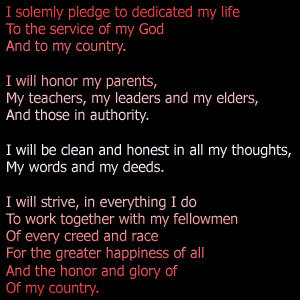 I solemly pledge to dedicated my life
To the service of my God
And to my country.
I will honor my parents,
My teachers, my leaders and my elders,
And those in authority.
I will be clean and honest in all my thoughts,
My words and my deeds.
I will strive, in everything I do
To work together with my fellowmen
Of every creed and race
For the greater happiness of all
And the honor and glory of
Of my country.